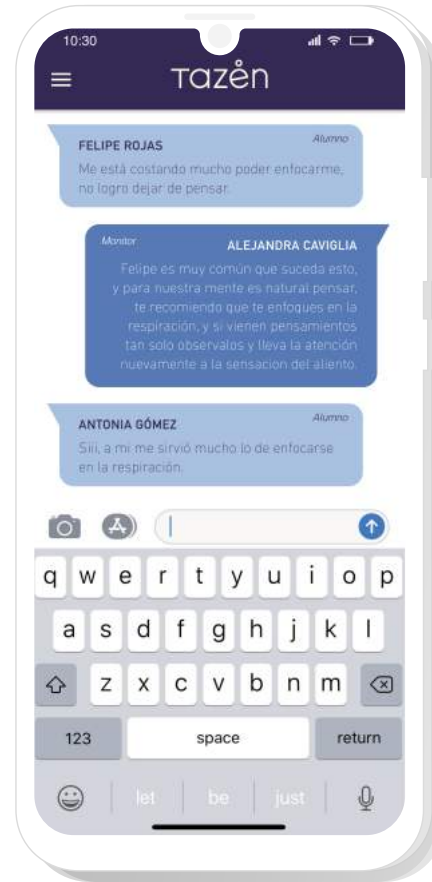 10:30
Tazen
FELIPE ROJAS
Alumno
Me está costando mucho poder enfocarme,
no logro dejar de pensar.
Monitor
ALEJANDRA CAVIGLIA
Felipe es muy común que suceda esto,
y para nuestra mente es natural pensar,
te recomiendo que te enfoques en la
respiración, y si vienen pensamientos
tan solo observalos y lleva la atención
nuevamente a la sensacion del aliento.
ANTONIA GÓMEZ
Alumno
Siii, a mi me sirvió mucho lo de enfocarse
en la respiración.
q w e r t y u i o p
a s d f g h j k l
z x c v b n m
123 space return
let be just